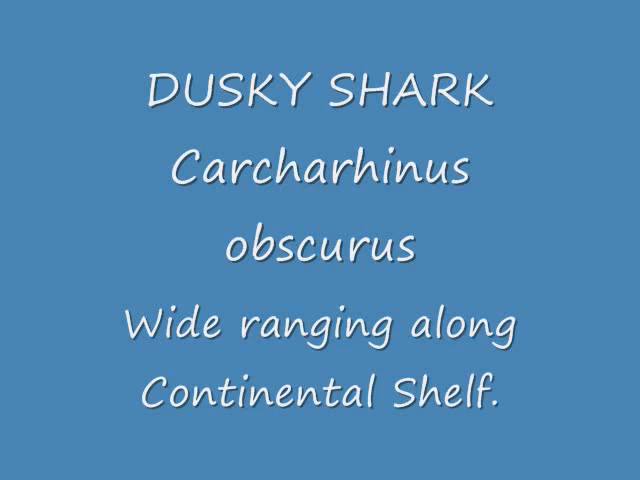 DUSKY SHARK
Carcharhinus
obscurus
Wide ranging along
Continental Shelf.